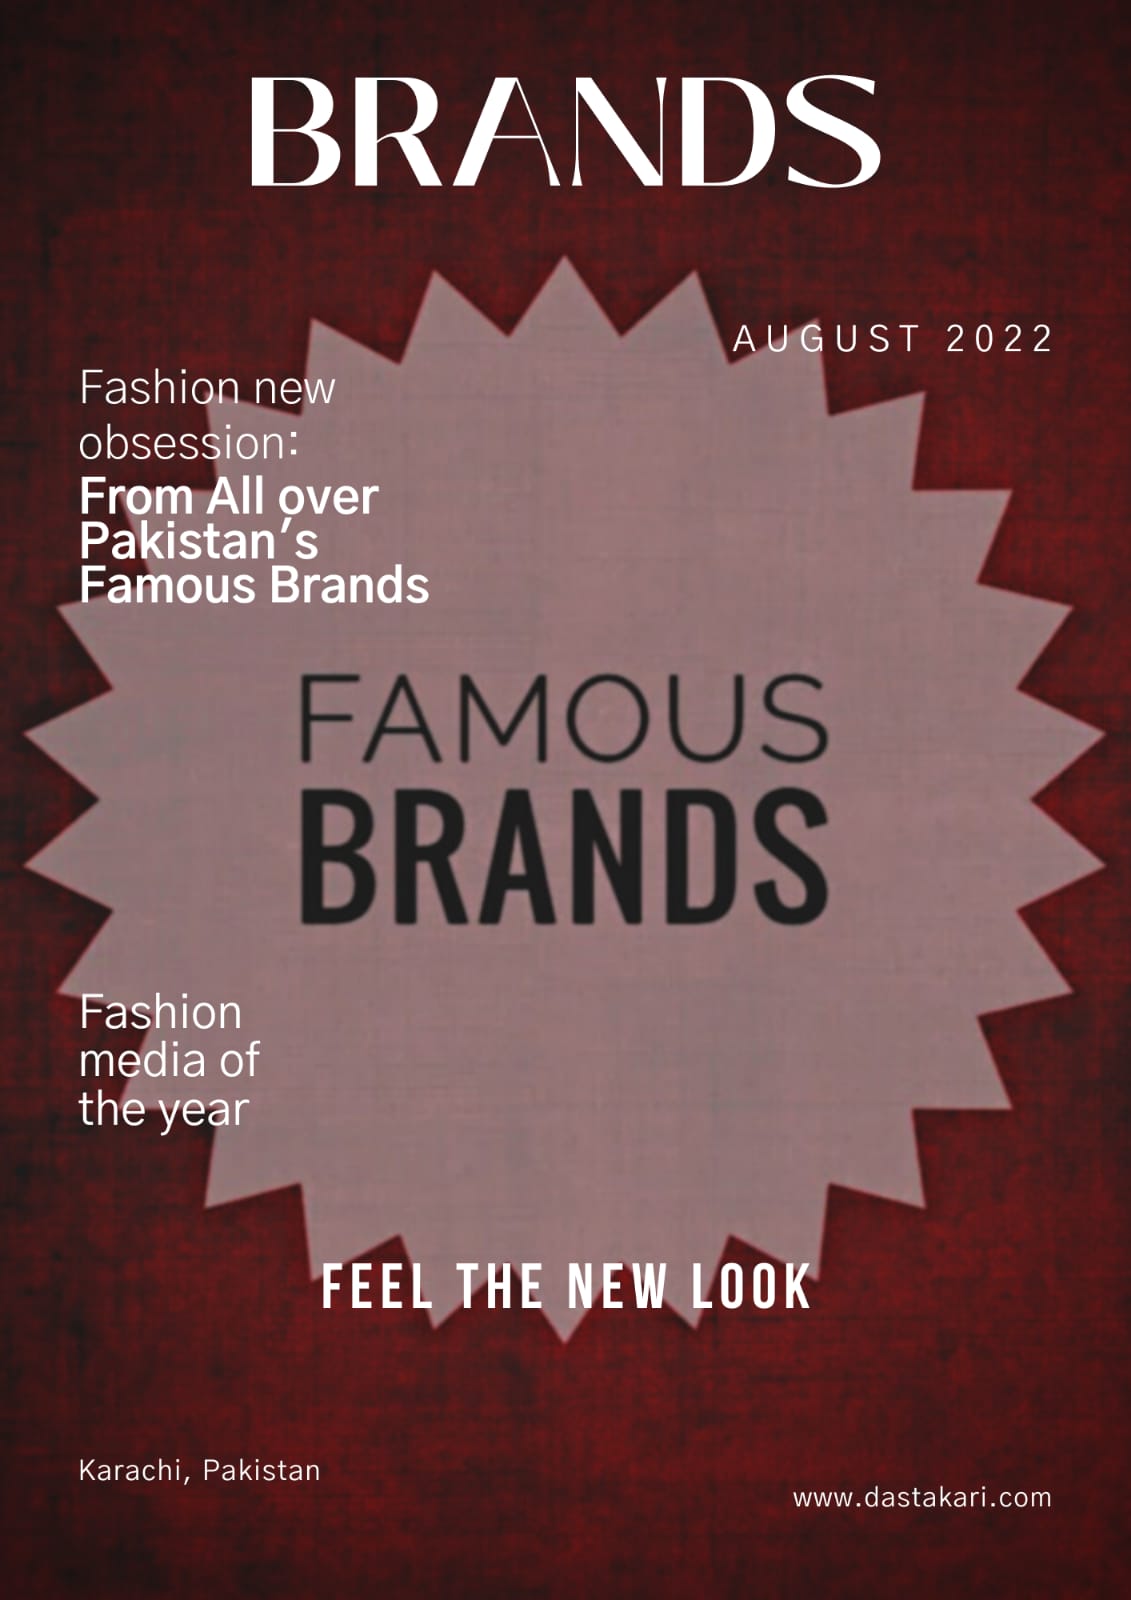 BRANDS
AUGUST 2022
Fashion new
obsession:
From All over
Pakistan's
Famous Brands
FAMOUS
BRANDS
Fashion
media of
the year
FEEL THE NEW LOOK
Karachi, Pakistan
www.dastakari.com